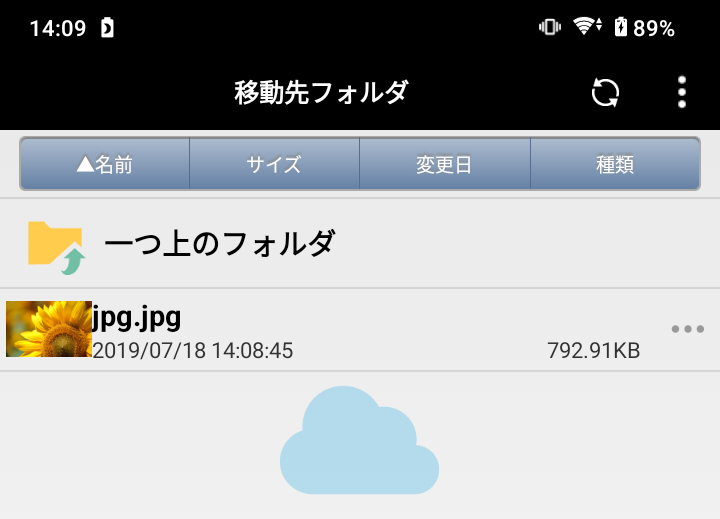 14:09 89%
移動先フォルダ
▲名前 サイズ 変更日 種類
一つ上のフォルダ
jpg.jpg
2019/07/18 14:08:45 792.91KB